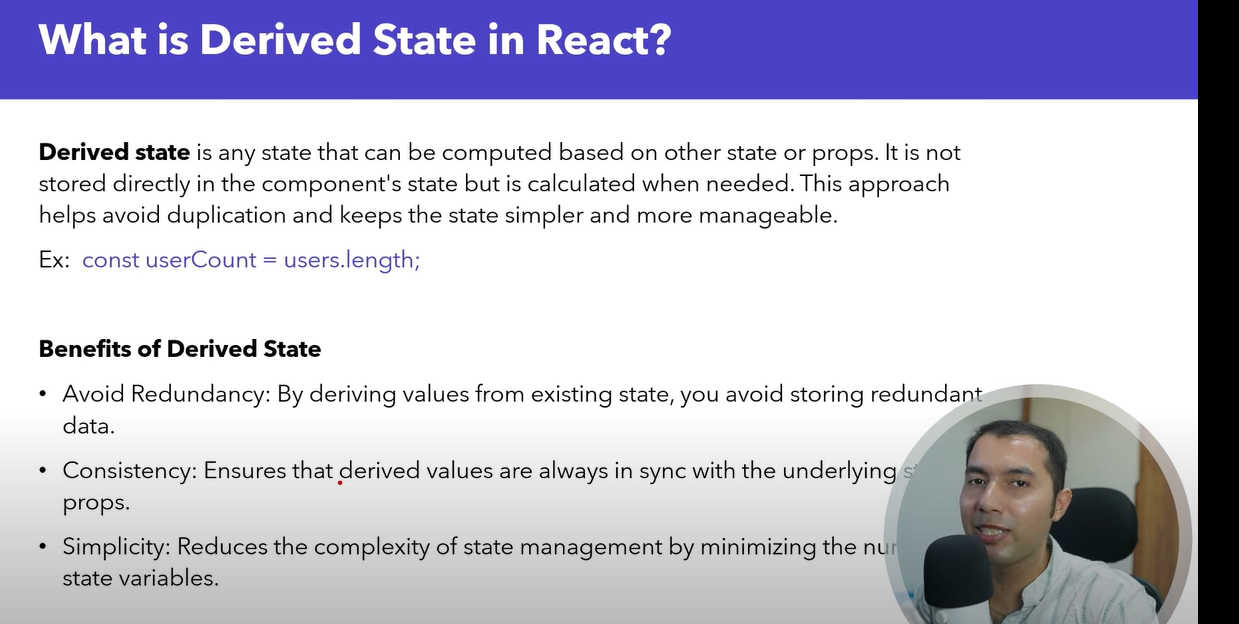 What is Derived State in React?
Derived state is any state that can be computed based on other state or props. It is not
stored directly in the component's state but is calculated when needed. This approach
helps avoid duplication and keeps the state simpler and more manageable.
Ex: const userCount = users.length;
Benefits of Derived State
• Avoid Redundancy: By deriving values from existing state, you avoid storing redundant
data.
• Consistency: Ensures that derived values are always in sync with the underlying
props.
• Simplicity: Reduces the complexity of state management by minimizing the
state variables.